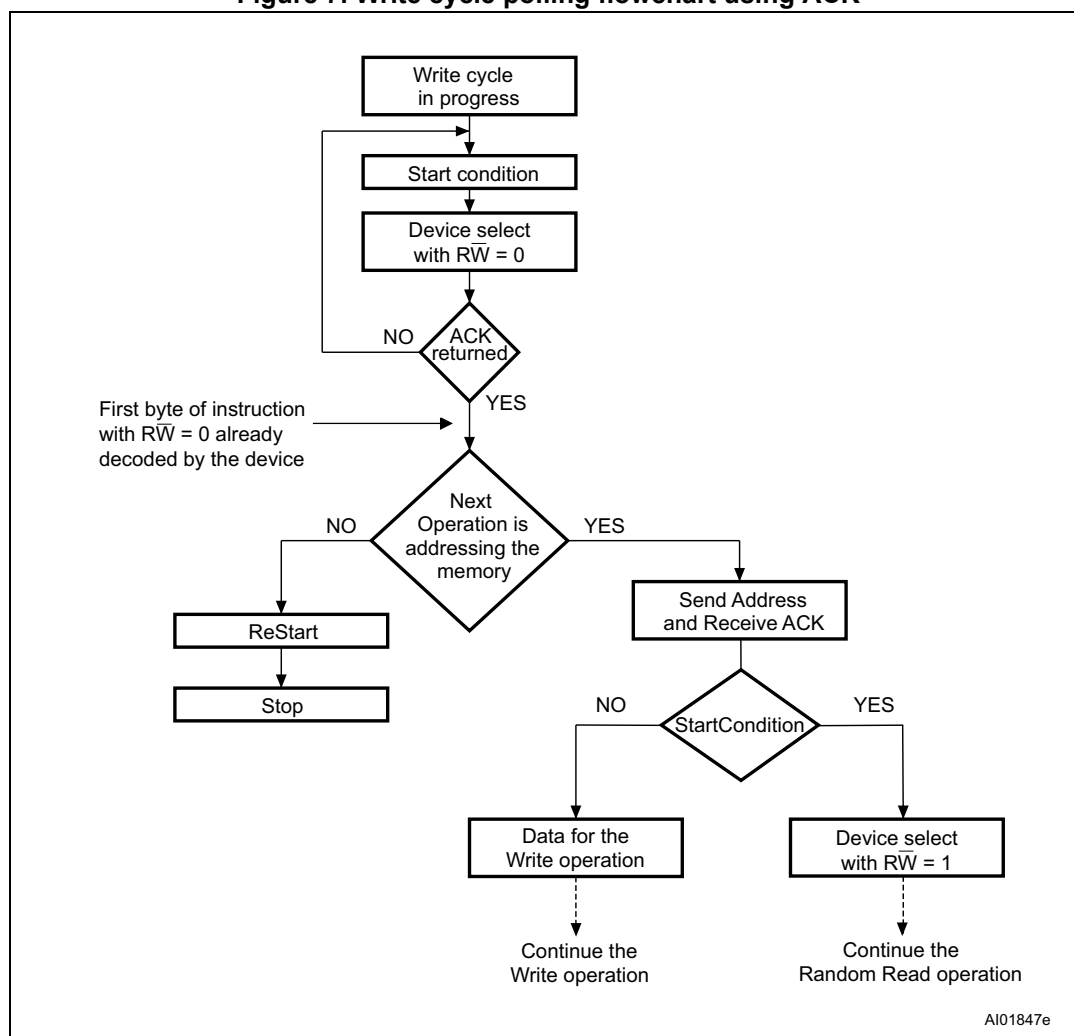 Figure 7. Write cycle polling flowchart using ACK
Write cycle
in progress
Start condition
Device select
with RW̅ = 0
NO
ACK
returned
YES
First byte of instruction
with RW̅ = 0 already
decoded by the device
NO
Next
Operation is
addressing the
memory
YES
ReStart
Stop
Send Address
and Receive ACK
NO
StartCondition
YES
Data for the
Write operation
Device select
with RW̅ = 1
Continue the
Write operation
Continue the
Random Read operation
AI01847e